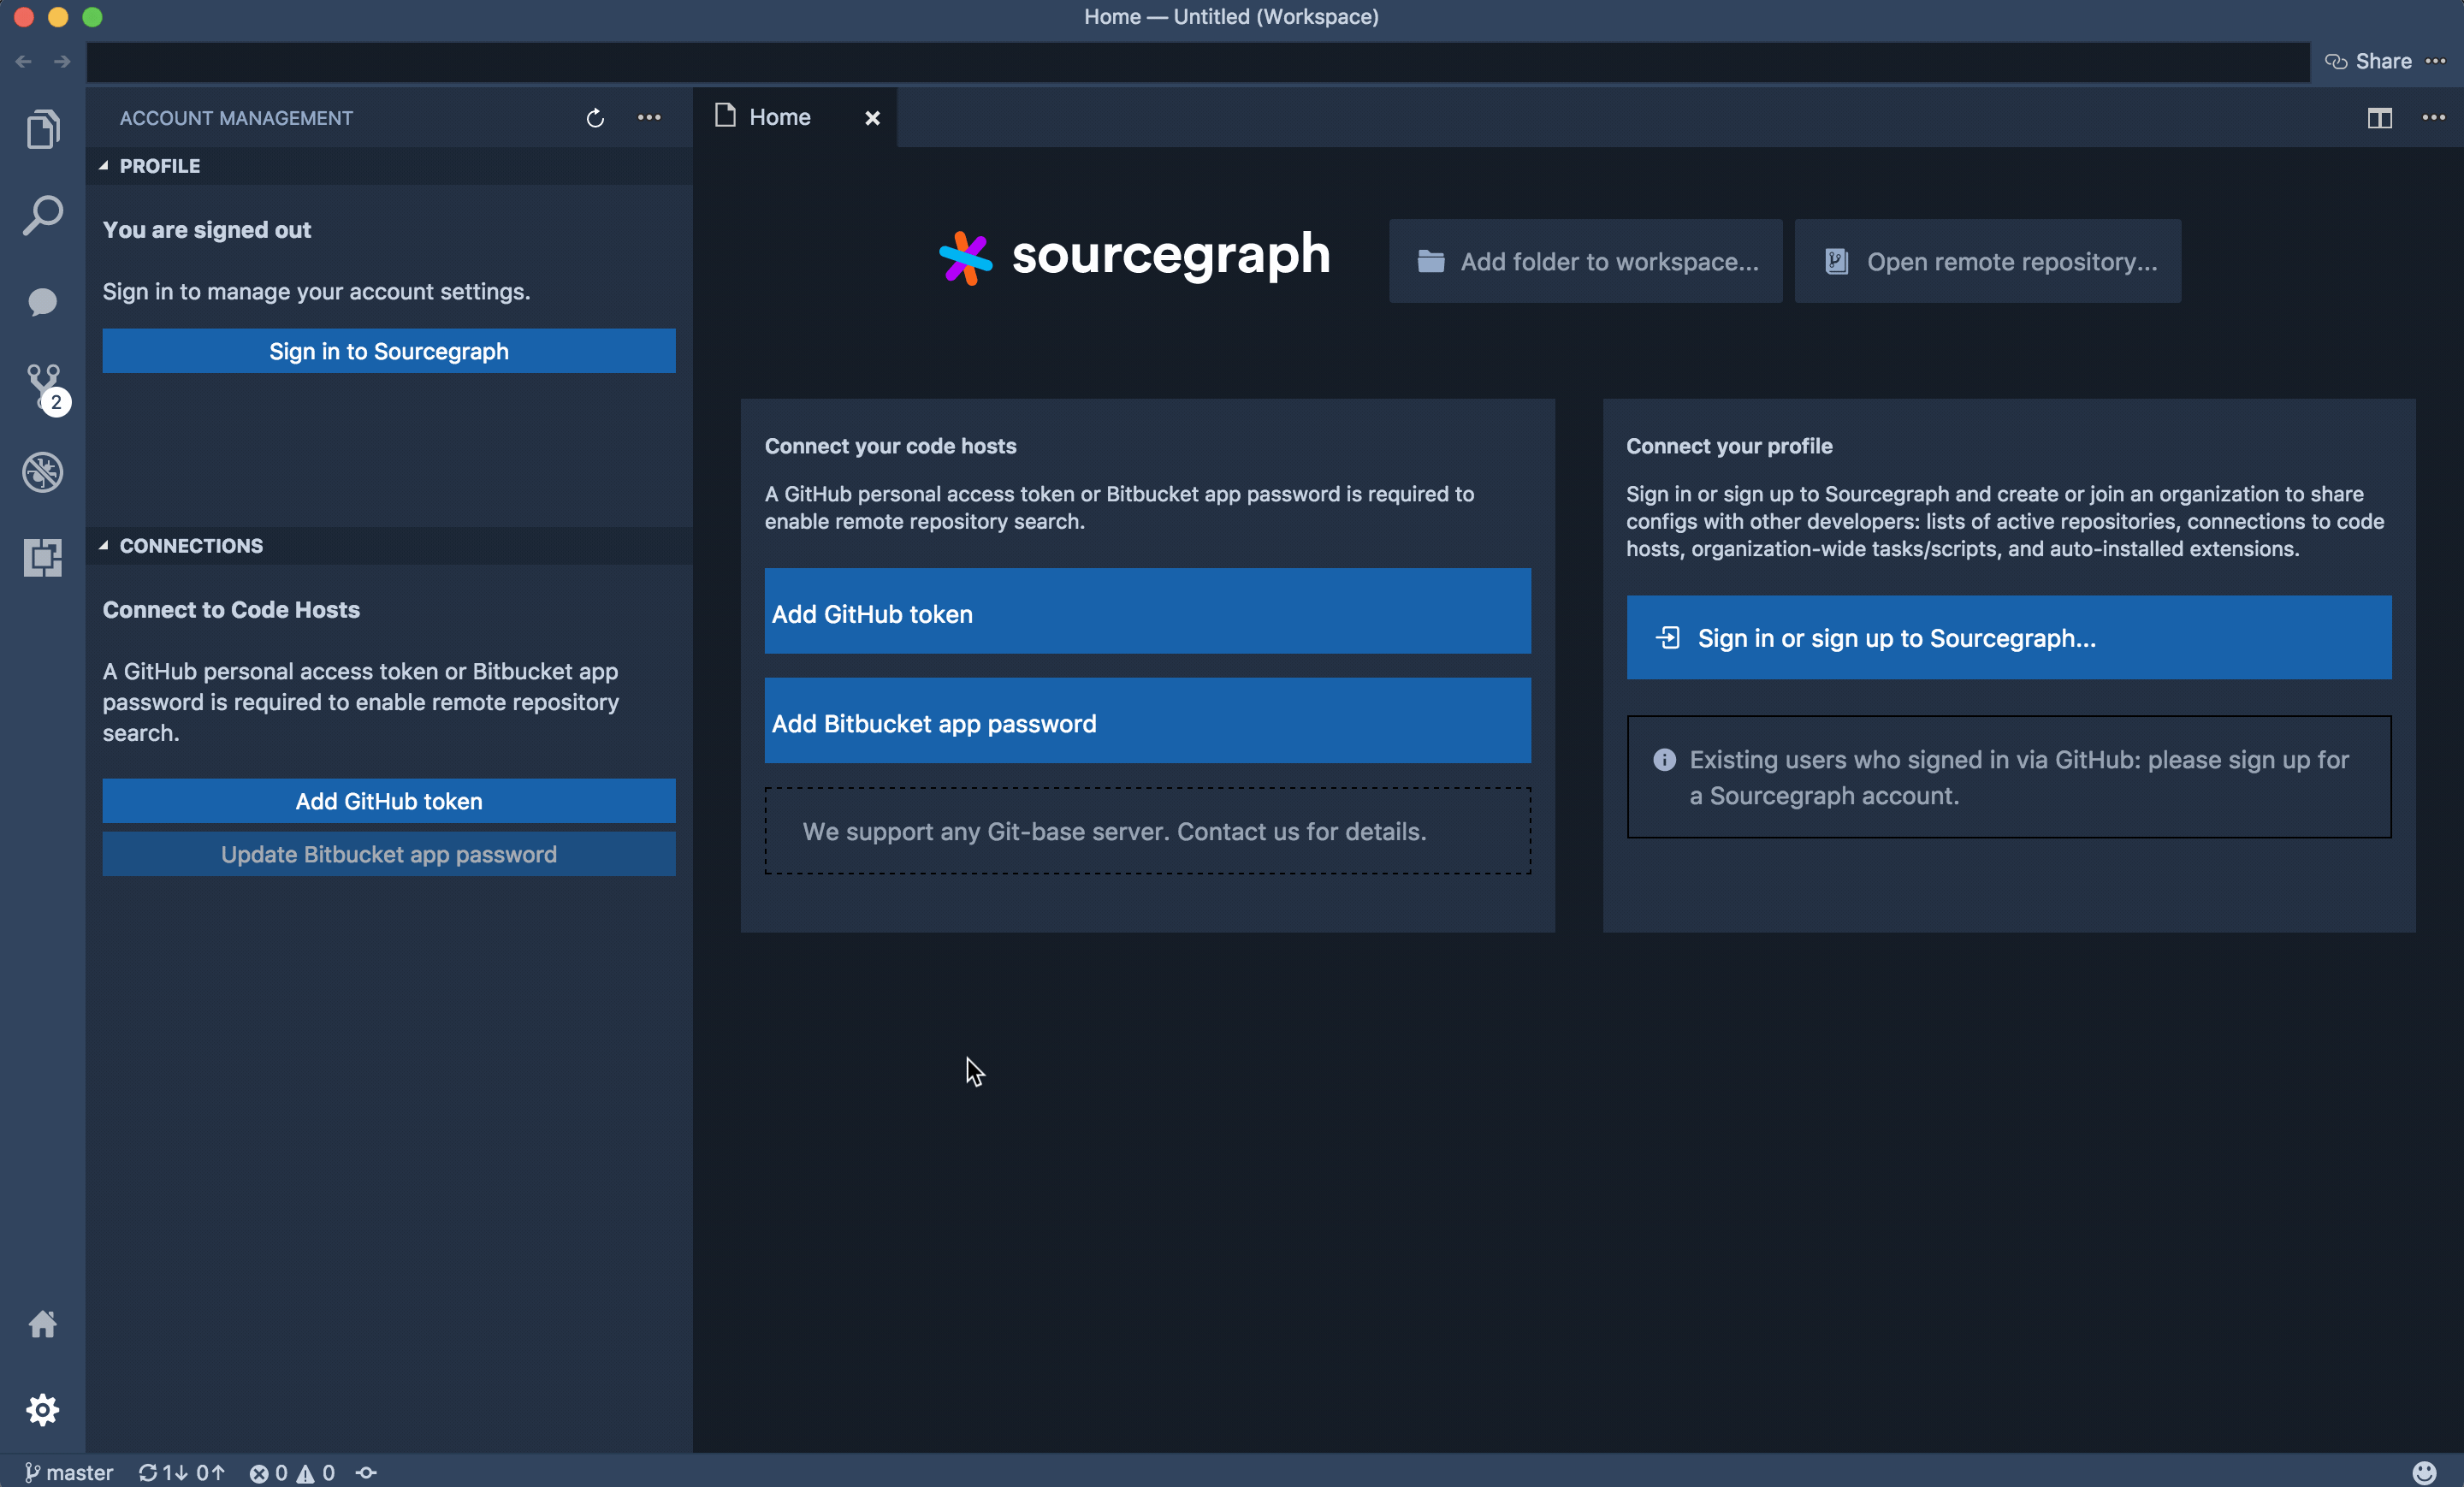 Home — Untitled (Workspace)
Share
ACCOUNT MANAGEMENT
PROFILE
You are signed out
Sign in to manage your account settings.
Sign in to Sourcegraph
2
CONNECTIONS
Connect to Code Hosts
A GitHub personal access token or Bitbucket app
password is required to enable remote repository
search.
Add GitHub token
Update Bitbucket app password
Home
sourcegraph
Add folder to workspace...
Open remote repository...
Connect your code hosts
A GitHub personal access token or Bitbucket app password is required to
enable remote repository search.
Add GitHub token
Add Bitbucket app password
We support any Git-base server. Contact us for details.
Connect your profile
Sign in or sign up to Sourcegraph and create or join an organization to share
configs with other developers: lists of active repositories, connections to code
hosts, organization-wide tasks/scripts, and auto-installed extensions.
Sign in or sign up to Sourcegraph...
Existing users who signed in via GitHub: please sign up for
a Sourcegraph account.
master 1↓ 0↑ 0 0